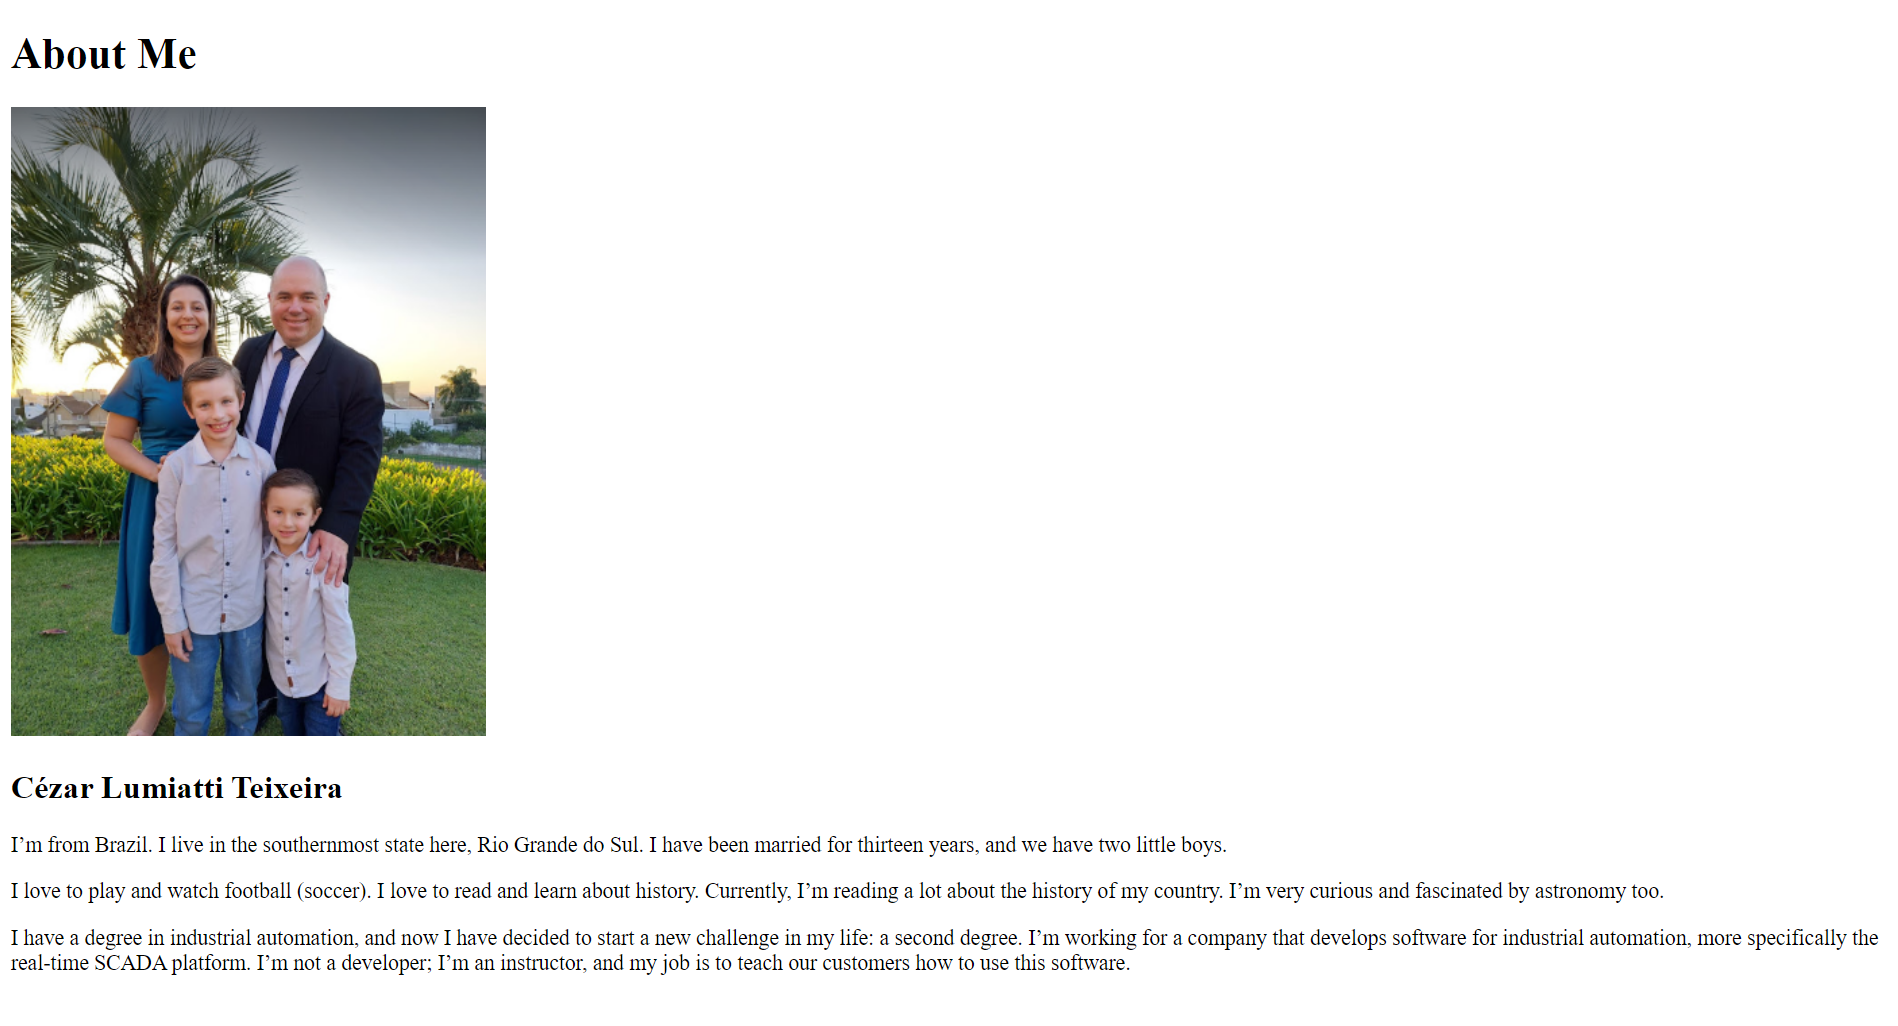 About Me
Cézar Lumiatti Teixeira
I’m from Brazil. I live in the southernmost state here, Rio Grande do Sul. I have been married for thirteen years, and we have two little boys.
I love to play and watch football (soccer). I love to read and learn about history. Currently, I’m reading a lot about the history of my country. I’m very curious and fascinated by astronomy too.
I have a degree in industrial automation, and now I have decided to start a new challenge in my life: a second degree. I’m working for a company that develops software for industrial automation, more specifically the
real-time SCADA platform. I’m not a developer; I’m an instructor, and my job is to teach our customers how to use this software.